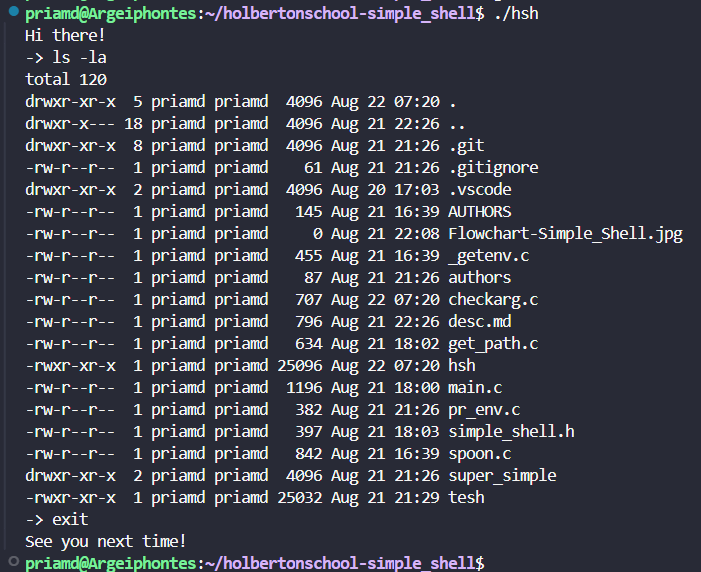 priamd@Argeiphontes:~/holbertonschool-simple_shell$ ./hsh
Hi there!
-> ls -la
total 120
drwxr-xr-x  5 priamd priamd  4096 Aug 22 07:20 .
drwxr-x--- 18 priamd priamd  4096 Aug 21 22:26 ..
drwxr-xr-x  8 priamd priamd  4096 Aug 21 21:26 .git
-rw-r--r--  1 priamd priamd    61 Aug 21 21:26 .gitignore
drwxr-xr-x  2 priamd priamd  4096 Aug 20 17:03 .vscode
-rw-r--r--  1 priamd priamd   145 Aug 21 16:39 AUTHORS
-rw-r--r--  1 priamd priamd     0 Aug 21 22:08 Flowchart-Simple_Shell.jpg
-rw-r--r--  1 priamd priamd   455 Aug 21 16:39 _getenv.c
-rw-r--r--  1 priamd priamd    87 Aug 21 21:26 authors
-rw-r--r--  1 priamd priamd   707 Aug 22 07:20 checkarg.c
-rw-r--r--  1 priamd priamd   796 Aug 21 22:26 desc.md
-rw-r--r--  1 priamd priamd   634 Aug 21 18:02 get_path.c
-rwxr-xr-x  1 priamd priamd 25096 Aug 22 07:20 hsh
-rw-r--r--  1 priamd priamd  1196 Aug 21 18:00 main.c
-rw-r--r--  1 priamd priamd   382 Aug 21 21:26 pr_env.c
-rw-r--r--  1 priamd priamd   397 Aug 21 18:03 simple_shell.h
-rw-r--r--  1 priamd priamd   842 Aug 21 16:39 spoon.c
drwxr-xr-x  2 priamd priamd  4096 Aug 21 21:26 super_simple
-rwxr-xr-x  1 priamd priamd 25032 Aug 21 21:29 tesh
-> exit
See you next time!
priamd@Argeiphontes:~/holbertonschool-simple_shell$